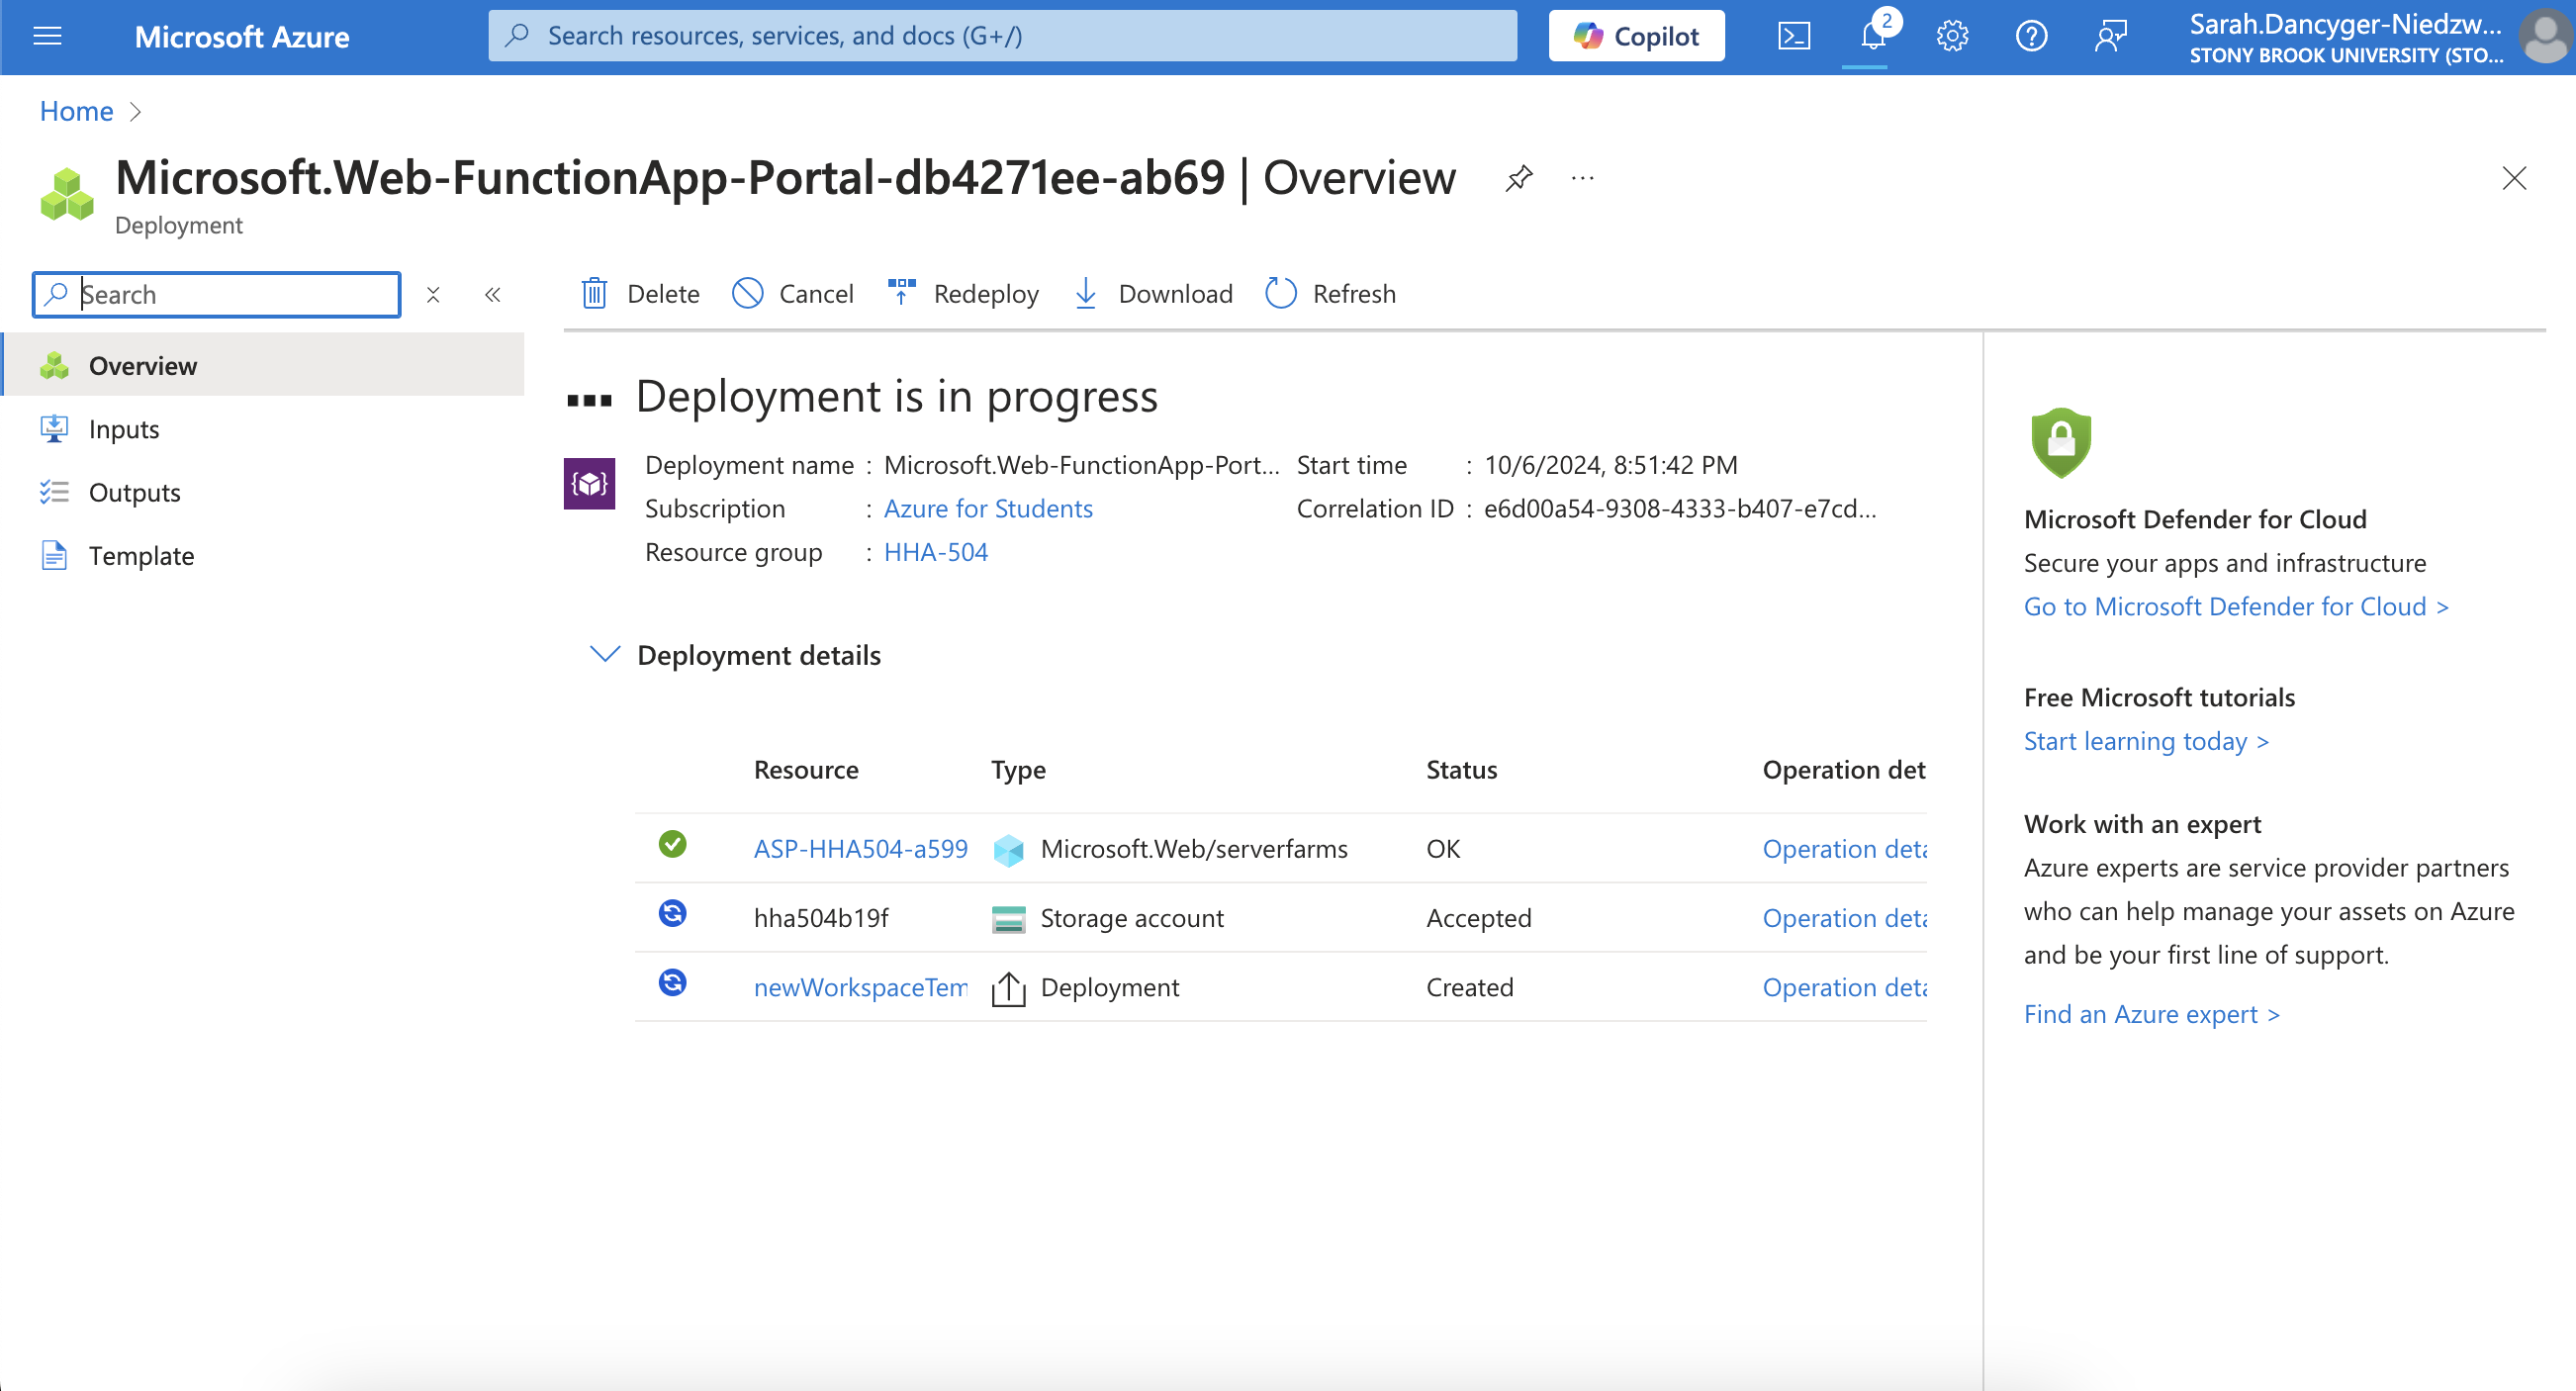 Microsoft Azure
Search resources, services, and docs (G+/)
Copilot
2
Sarah.Dancyger-Niedzw...
STONY BROOK UNIVERSITY (STO...
Home
Microsoft.Web-FunctionApp-Portal-db4271ee-ab69 | Overview
Deployment
Search
Overview
Inputs
Outputs
Template
Delete
Cancel
Redeploy
Download
Refresh
Deployment is in progress
Deployment name : Microsoft.Web-FunctionApp-Port...
Subscription : Azure for Students
Resource group : HHA-504
Start time : 10/6/2024, 8:51:42 PM
Correlation ID : e6d00a54-9308-4333-b407-e7cd...
Deployment details
Resource Type Status Operation det
ASP-HHA504-a599 Microsoft.Web/serverfarms OK Operation deta
hha504b19f Storage account Accepted Operation deta
newWorkspaceTem Deployment Created Operation deta
Microsoft Defender for Cloud
Secure your apps and infrastructure
Go to Microsoft Defender for Cloud >
Free Microsoft tutorials
Start learning today >
Work with an expert
Azure experts are service provider partners
who can help manage your assets on Azure
and be your first line of support.
Find an Azure expert >